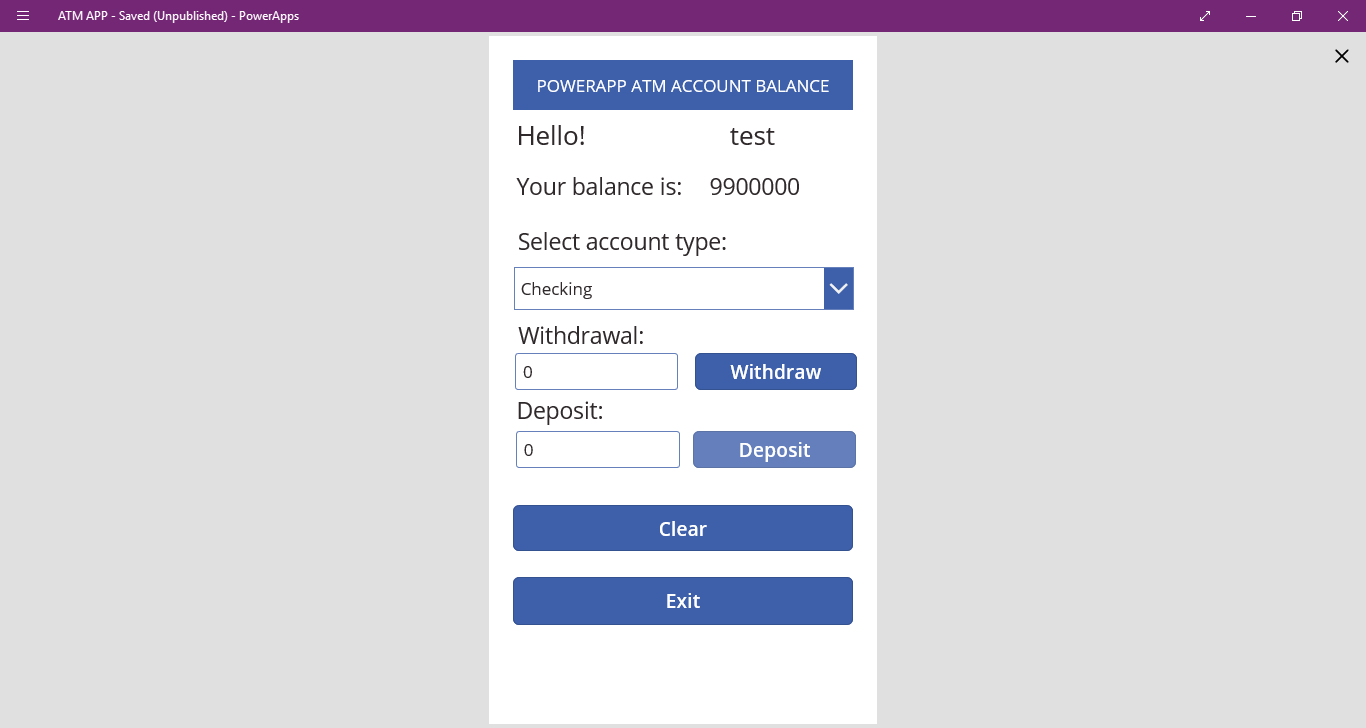 ATM APP - Saved (Unpublished) - PowerApps
POWERAPP ATM ACCOUNT BALANCE
Hello! test
Your balance is: 9900000
Select account type:
Checking
Withdrawal:
0 Withdraw
Deposit:
0 Deposit
Clear
Exit